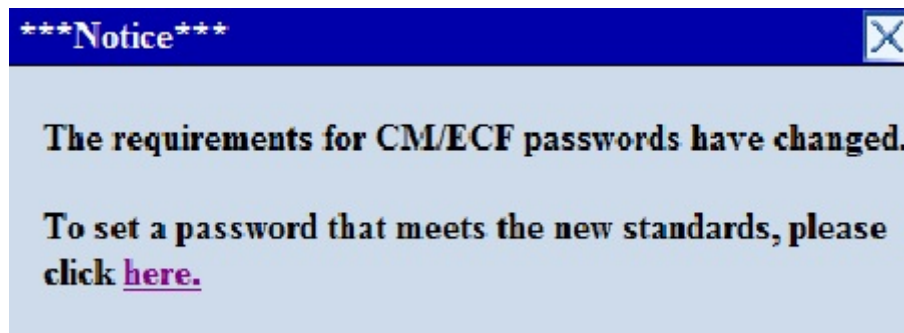 ***Notice***
The requirements for CM/ECF passwords have changed.
To set a password that meets the new standards, please
click here.